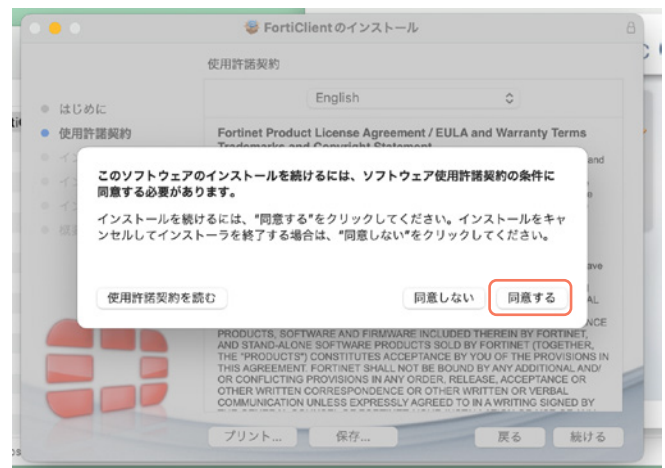 FortiClientのインストール
使用許諾契約
English
はじめに
使用許諾契約
Fortinet Product License Agreement / EULA and Warranty Terms
Trademarks and Copyright Statement
and
このソフトウェアのインストールを続けるには、ソフトウェア使用許諾契約の条件に
同意する必要があります。
インストールを続けるには、"同意する"をクリックしてください。インストールをキャ
ンセルしてインストーラを終了する場合は、"同意しない"をクリックしてください。
使用許諾契約を読む
同意しない
同意する
PRODUCTS, SOFTWARE AND FIRMWARE INCLUDED THEREIN BY FORTINET,
AND STAND-ALONE SOFTWARE PRODUCTS SOLD BY FORTINET (TOGETHER,
THE "PRODUCTS") CONSTITUTES ACCEPTANCE BY YOU OF THE PROVISIONS IN
THIS AGREEMENT. FORTINET SHALL NOT BE BOUND BY ANY ADDITIONAL AND/
OR CONFLICTING PROVISIONS IN ANY ORDER, RELEASE, ACCEPTANCE OR
OTHER WRITTEN CORRESPONDENCE OR OTHER WRITTEN OR VERBAL
COMMUNICATION UNLESS EXPRESSLY AGREED TO IN A WRITING SIGNED BY
プリント...
保存...
戻る
続ける